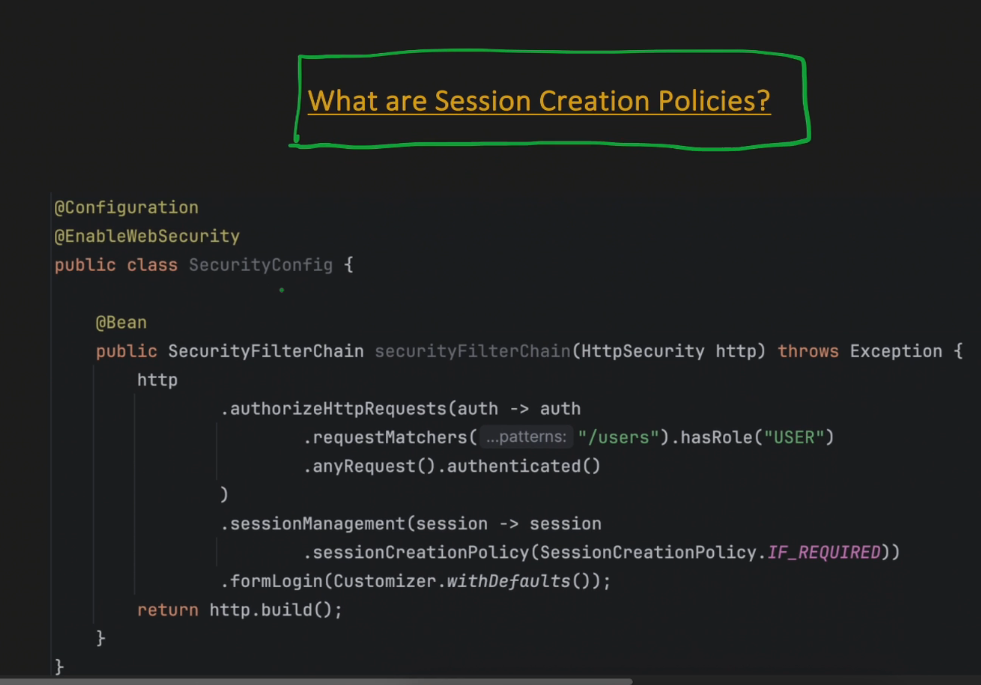 What are Session Creation Policies?
@Configuration
@EnableWebSecurity
public class SecurityConfig {
@Bean
public SecurityFilterChain securityFilterChain(HttpSecurity http) throws Exception {
http
.authorizeHttpRequests(auth -> auth
.requestMatchers( ...patterns: "/users").hasRole("USER")
.anyRequest().authenticated()
)
.sessionManagement(session -> session
.sessionCreationPolicy(SessionCreationPolicy.IF_REQUIRED))
.formLogin(Customizer.withDefaults());
return http.build();
}
}